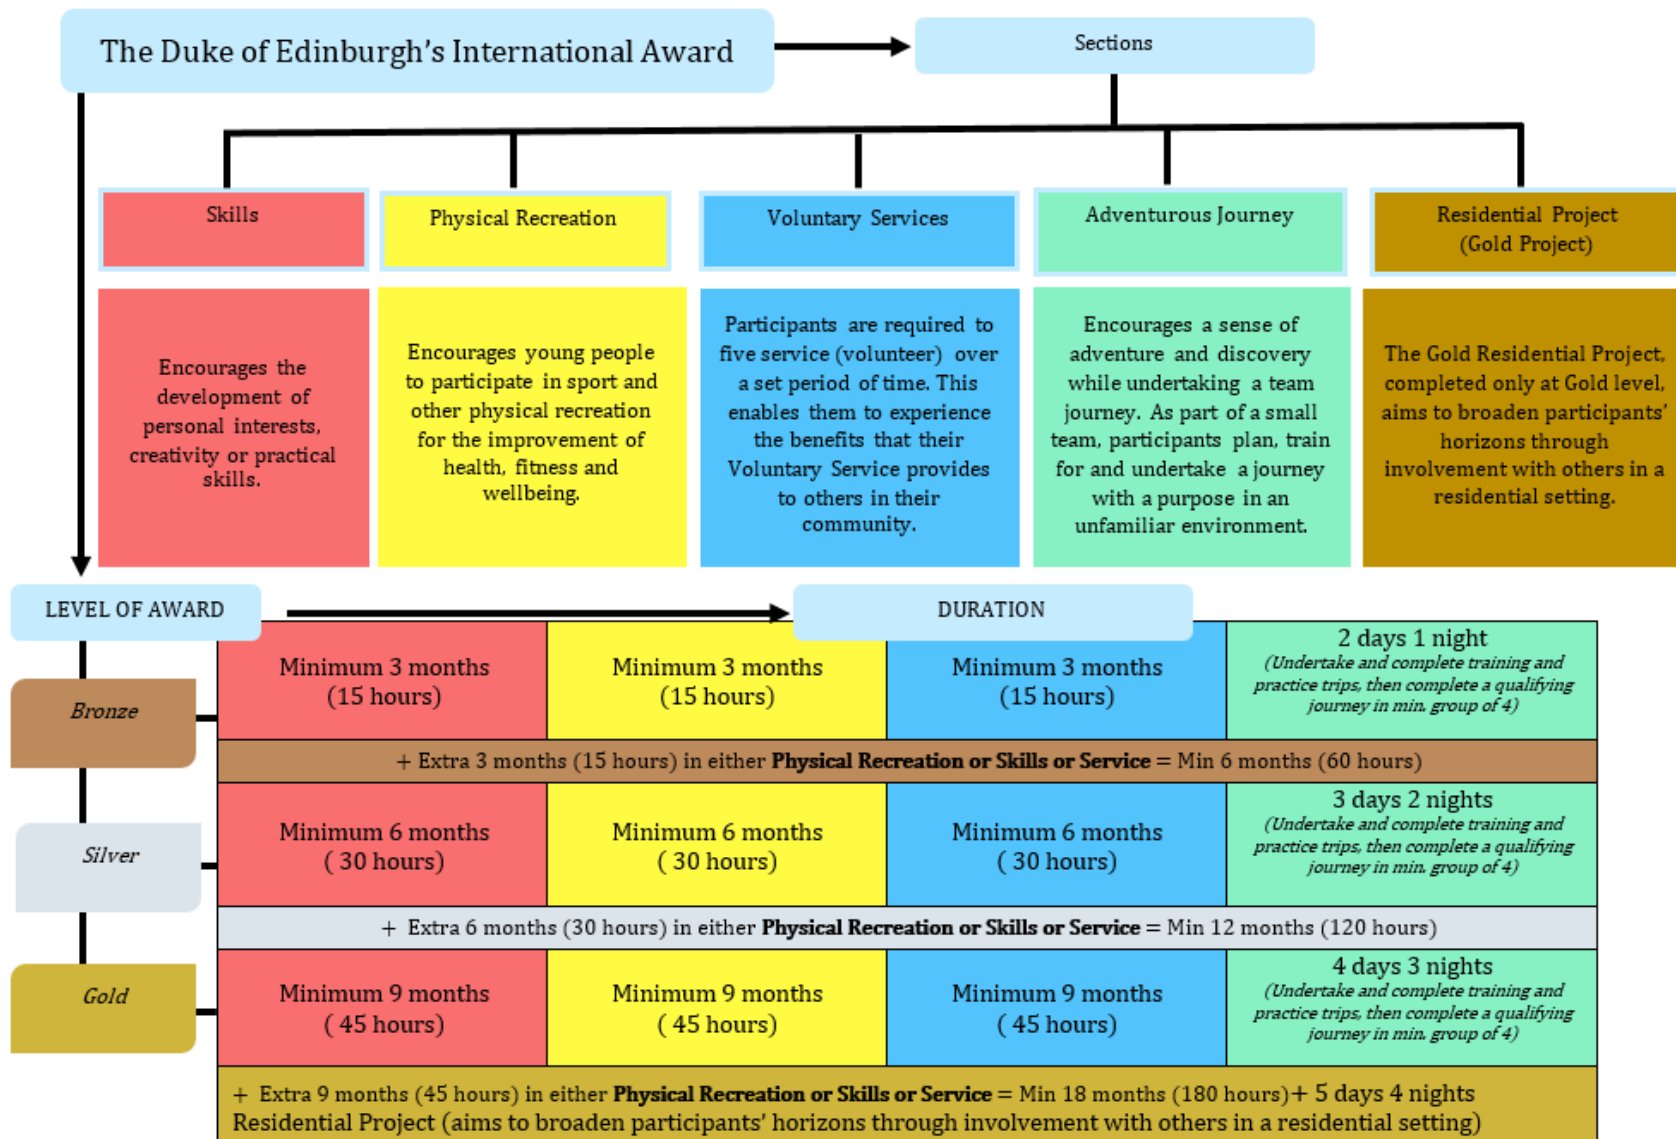 The Duke of Edinburgh's International Award
Sections
Skills
Physical Recreation
Voluntary Services
Adventurous Journey
Residential Project
(Gold Project)
Encourages the
development of
personal interests,
creativity or practical
skills.
Encourages young people
to participate in sport and
other physical recreation
for the improvement of
health, fitness and
wellbeing.
Participants are required to
five service (volunteer) over
a set period of time. This
enables them to experience
the benefits that their
Voluntary Service provides
to others in their
community.
Encourages a sense of
adventure and discovery
while undertaking a team
journey. As part of a small
team, participants plan, train
for and undertake a journey
with a purpose in an
unfamiliar environment.
The Gold Residential Project,
completed only at Gold level,
aims to broaden participants'
horizons through
involvement with others in a
residential setting.
LEVEL OF AWARD
DURATION
Bronze
Minimum 3 months
(15 hours)
Minimum 3 months
(15 hours)
Minimum 3 months
(15 hours)
2 days 1 night
(Undertake and complete training and
practice trips, then complete a qualifying
journey in min. group of 4)
+ Extra 3 months (15 hours) in either Physical Recreation or Skills or Service = Min 6 months (60 hours)
Silver
Minimum 6 months
( 30 hours)
Minimum 6 months
( 30 hours)
Minimum 6 months
( 30 hours)
3 days 2 nights
(Undertake and complete training and
practice trips, then complete a qualifying
journey in min. group of 4)
+ Extra 6 months (30 hours) in either Physical Recreation or Skills or Service = Min 12 months (120 hours)
Gold
Minimum 9 months
( 45 hours)
Minimum 9 months
( 45 hours)
Minimum 9 months
( 45 hours)
4 days 3 nights
(Undertake and complete training and
practice trips, then complete a qualifying
journey in min. group of 4)
+ Extra 9 months (45 hours) in either Physical Recreation or Skills or Service = Min 18 months (180 hours)+ 5 days 4 nights
Residential Project (aims to broaden participants' horizons through involvement with others in a residential setting)